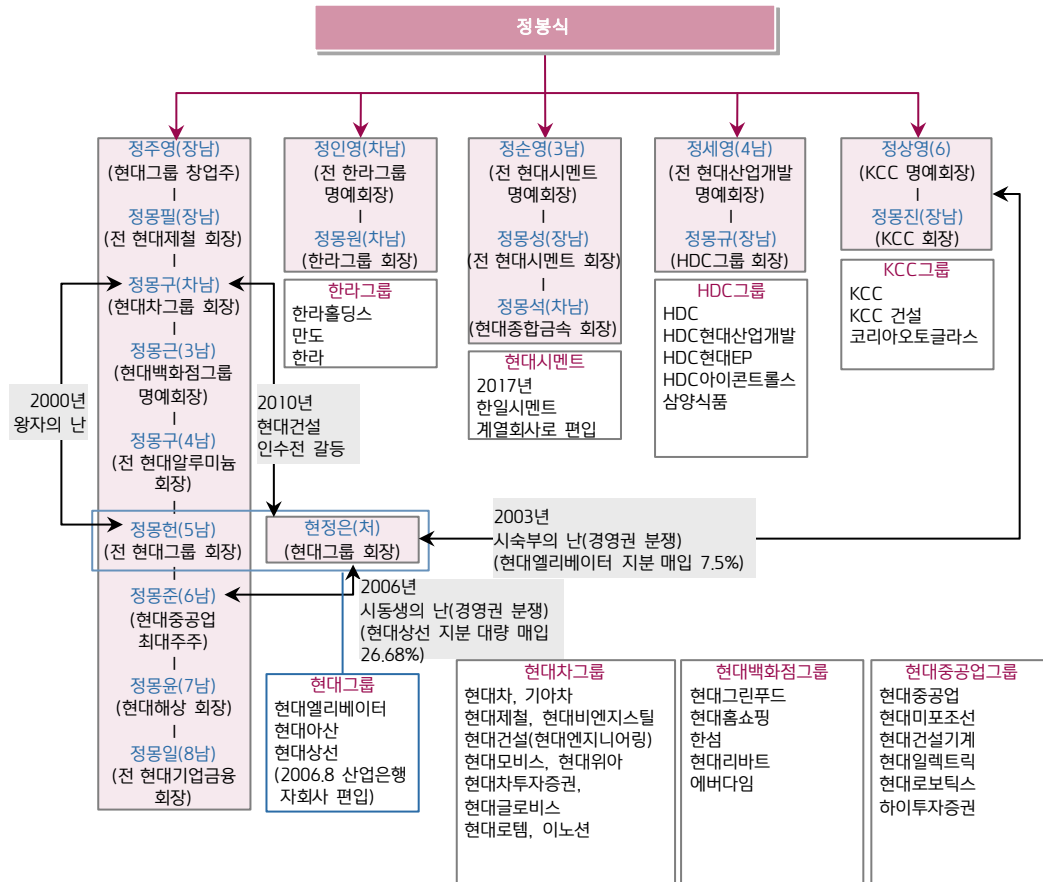 정봉식
정주영(장남)
(현대그룹 창업주)
정몽필(장남)
(전 현대제철 회장)
정몽구(차남)
(현대차그룹 회장)
정몽근(3남)
(현대백화점그룹
명예회장)
정몽구(4남)
(전 현대알루미늄
회장)
정몽헌(5남)
(전 현대그룹 회장)
정몽준(6남)
(현대중공업
최대주주)
정몽윤(7남)
(현대해상 회장)
정몽일(8남)
(전 현대기업금융
회장)
정인영(차남)
(전 한라그룹
명예회장)
정몽원(차남)
(한라그룹 회장)
한라그룹
한라홀딩스
만도
한라
정순영(3남)
(전 현대시멘트
명예회장)
정몽성(장남)
(전 현대시멘트 회장)
정몽석(차남)
(현대종합금속 회장)
현대시멘트
2017년
한일시멘트
계열회사로 편입
정세영(4남)
(전 현대산업개발
명예회장)
정몽규(장남)
(HDC그룹 회장)
HDC그룹
HDC
HDC현대산업개발
HDC현대EP
HDC아이콘트롤스
삼양식품
정상영(6)
(KCC 명예회장)
정몽진(장남)
(KCC 회장)
KCC그룹
KCC
KCC 건설
코리아오토글라스
2000년
왕자의 난
2010년
현대건설
인수전 갈등
현정은(처)
(현대그룹 회장)
2003년
시숙부의 난(경영권 분쟁)
(현대엘리베이터 지분 매입 7.5%)
2006년
시동생의 난(경영권 분쟁)
(현대상선 지분 대량 매입
26.68%)
현대그룹
현대엘리베이터
현대아산
현대상선
(2006.8 산업은행
자회사 편입)
현대차그룹
현대차, 기아차
현대제철, 현대비엔지스틸
현대건설(현대엔지니어링)
현대모비스, 현대위아
현대차투자증권,
현대글로비스
현대로템, 이노션
현대백화점그룹
현대그린푸드
현대홈쇼핑
한섬
현대리바트
에버다임
현대중공업그룹
현대중공업
현대미포조선
현대건설기계
현대일렉트릭
현대로보틱스
하이투자증권